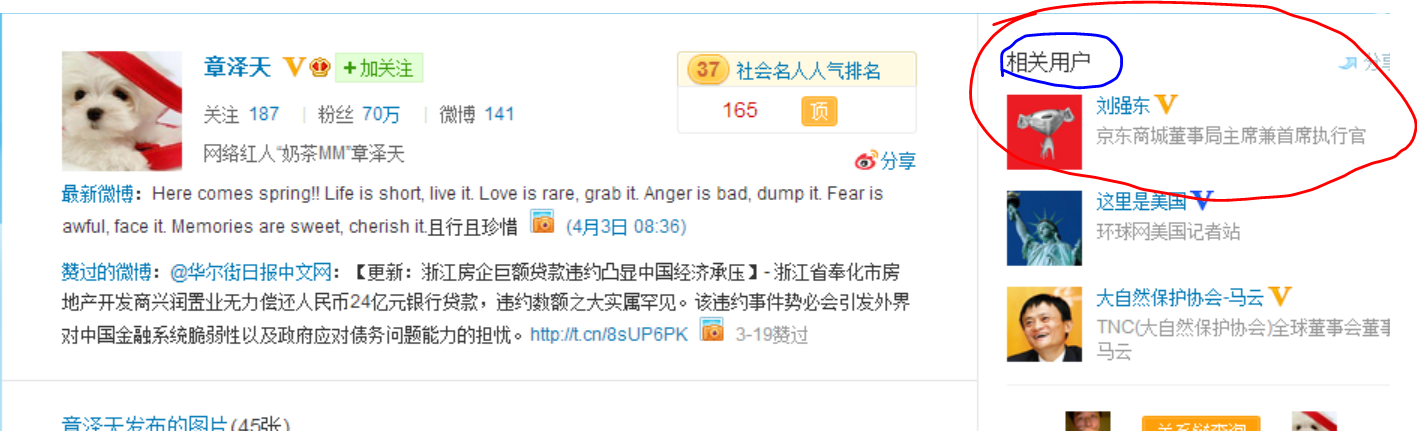 章泽天 V +加关注
关注 187 | 粉丝 70万 | 微博 141
网络红人“奶茶MM”章泽天
37 社会名人人气排名
165 顶
分享
最新微博：Here comes spring!! Life is short, live it. Love is rare, grab it. Anger is bad, dump it. Fear is
awful, face it. Memories are sweet, cherish it.且行且珍惜 (4月3日 08:36)
赞过的微博：@华尔街日报中文网：【更新：浙江房企巨额贷款违约凸显中国经济承压】- 浙江省奉化市房
地产开发商兴润置业无力偿还人民币24亿元银行贷款，违约数额之大实属罕见。该违约事件势必会引发外界
对中国金融系统脆弱性以及政府应对债务问题能力的担忧。http://t.cn/8sUP6PK 3-19赞过
章泽天发布的图片(45张)
相关用户 分享
刘强东 V
京东商城董事局主席兼首席执行官
这里是美国 V
环球网美国记者站
大自然保护协会-马云 V
TNC(大自然保护协会)全球董事会董事
马云
关系链查询